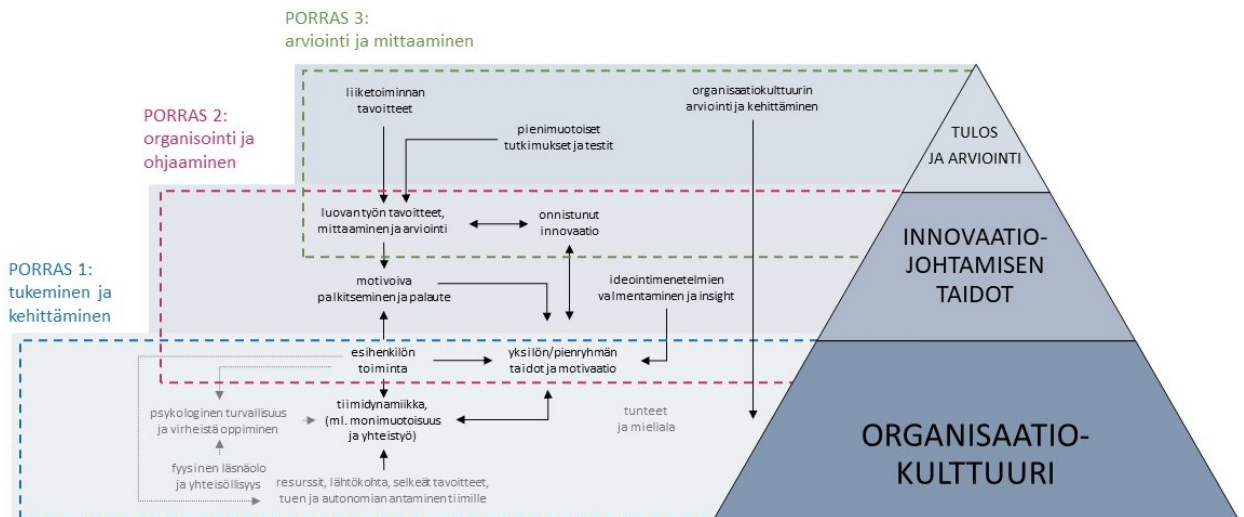 PORRAS 3:
arviointi ja mittaaminen
liiketoiminnan
tavoitteet
organisaatiokulttuurin
arviointi ja kehittäminen
PORRAS 2:
organisointi ja
ohjaaminen
pienimuotoiset
tutkimukset ja testit
TULOS
JA ARVIOINTI
luovan työn tavoitteet,
mittaaminen ja arviointi
onnistunut
innovaatio
INNOVAATIO-
JOHTAMISEN
TAIDOT
PORRAS 1:
tukeminen ja
kehittäminen
motivoiva
palkitseminen ja palaute
ideointimenetelmien
valmentaminen ja insight
esihenkilön
toiminta
yksilön/pienryhmän
taidot ja motivaatio
psykologinen turvallisuus
ja virheistä oppiminen
tiimidynamiikka,
(ml. monimuotoisuus
ja yhteistyö)
tunteet
ja mieliala
ORGANISAATIO-
KULTTUURI
fyysinen läsnäolo
ja yhteisöllisyys
resurssit, lähtökohta, selkeät tavoitteet,
tuen ja autonomian antaminen tiimille